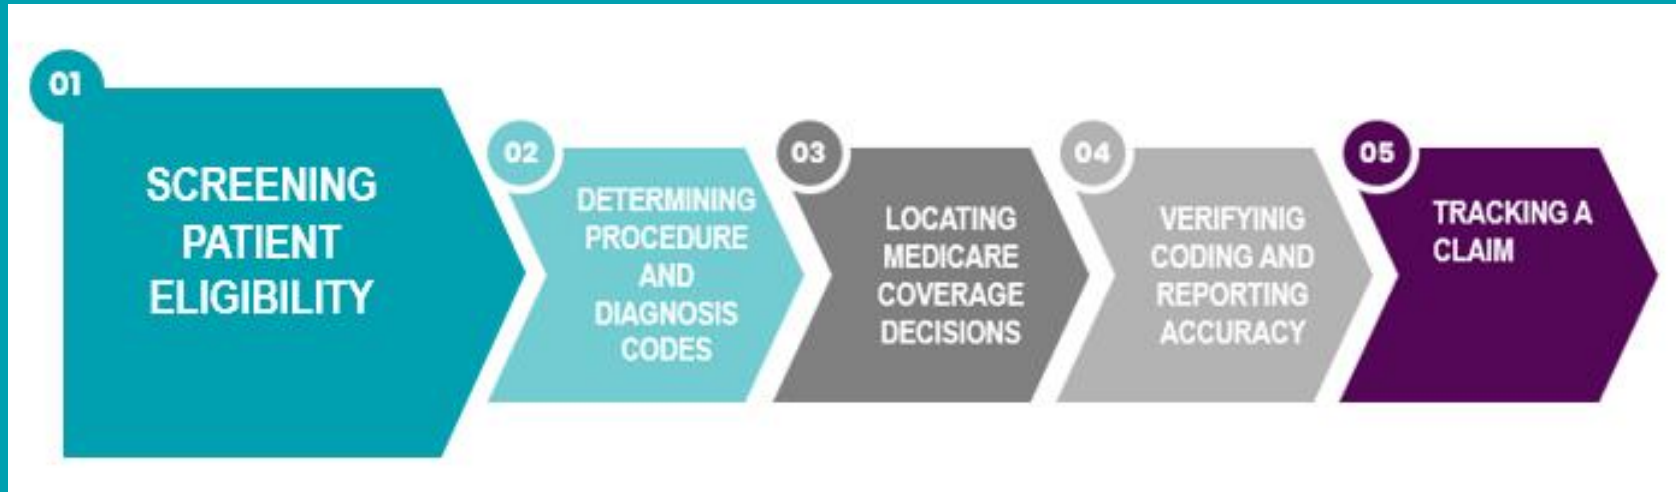 01
SCREENING
PATIENT
ELIGIBILITY
02
DETERMINING
PROCEDURE
AND
DIAGNOSIS
CODES
03
LOCATING
MEDICARE
COVERAGE
DECISIONS
04
VERIFYINIG
CODING AND
REPORTING
ACCURACY
05
TRACKING A
CLAIM